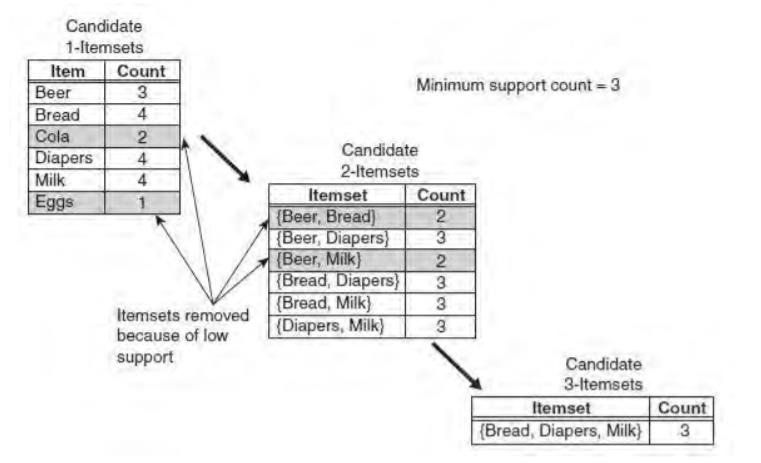 Candidate
1-Itemsets
Item Count
Beer 3
Bread 4
Cola 2
Diapers 4
Milk 4
Eggs 1
Minimum support count = 3
Candidate
2-Itemsets
Itemset Count
{Beer, Bread} 2
{Beer, Diapers} 3
{Beer, Milk} 2
{Bread, Diapers} 3
{Bread, Milk} 3
{Diapers, Milk} 3
Itemsets removed
because of low
support
Candidate
3-Itemsets
Itemset Count
{Bread, Diapers, Milk} 3